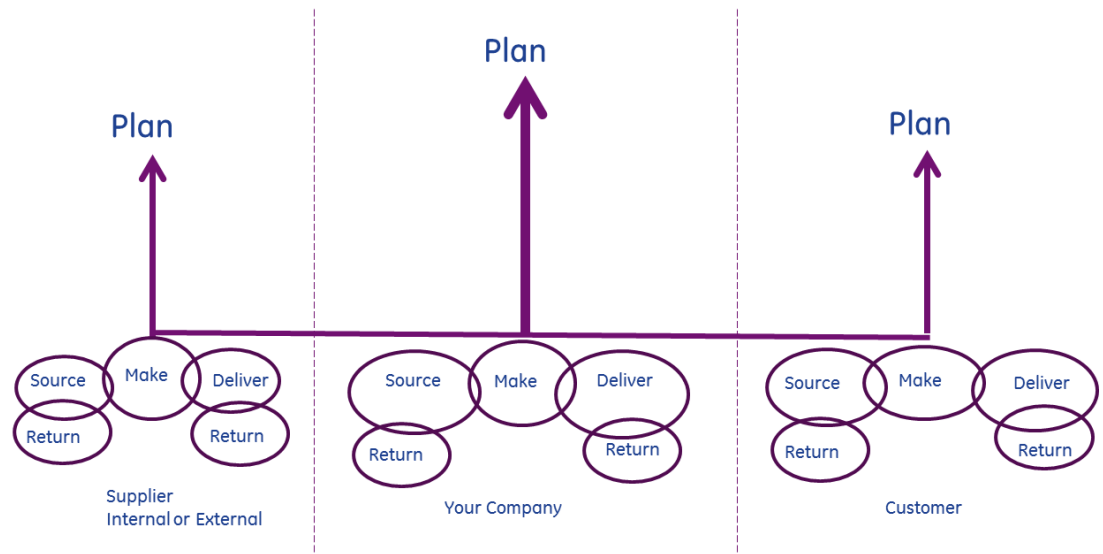 Plan
Plan
Plan
Source
Make
Deliver
Return
Return
Source
Make
Deliver
Return
Return
Source
Make
Deliver
Return
Return
Supplier
Internal or External
Your Company
Customer